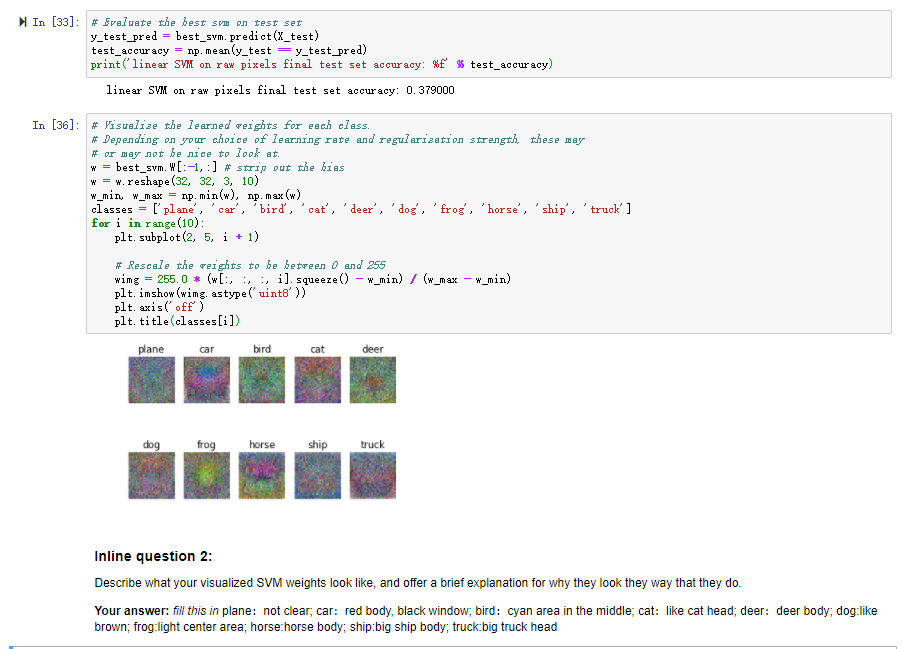 In [33]: # Evaluate the best svm on test set
y_test_pred = best_svm.predict(X_test)
test_accuracy = np.mean(y_test == y_test_pred)
print('linear SVM on raw pixels final test set accuracy: %f' % test_accuracy)
linear SVM on raw pixels final test set accuracy: 0.379000
In [36]: # Visualize the learned weights for each class.
# Depending on your choice of learning rate and regularization strength, these may
# or may not be nice to look at.
w = best_svm.W[:-1,:] # strip out the bias
w = w.reshape(32, 32, 3, 10)
w_min, w_max = np.min(w), np.max(w)
classes = ['plane', 'car', 'bird', 'cat', 'deer', 'dog', 'frog', 'horse', 'ship', 'truck']
for i in range(10):
plt.subplot(2, 5, i + 1)
# Rescale the weights to be between 0 and 255
wimg = 255.0 * (w[:, :, :, i].squeeze() - w_min) / (w_max - w_min)
plt.imshow(wimg.astype('uint8'))
plt.axis('off')
plt.title(classes[i])
plane car bird cat deer
dog frog horse ship truck
Inline question 2:
Describe what your visualized SVM weights look like, and offer a brief explanation for why they look they way that they do.
Your answer: fill this in plane：not clear; car：red body, black window; bird：cyan area in the middle; cat：like cat head; deer：deer body; dog:like
brown; frog:light center area; horse:horse body; ship:big ship body; truck:big truck head